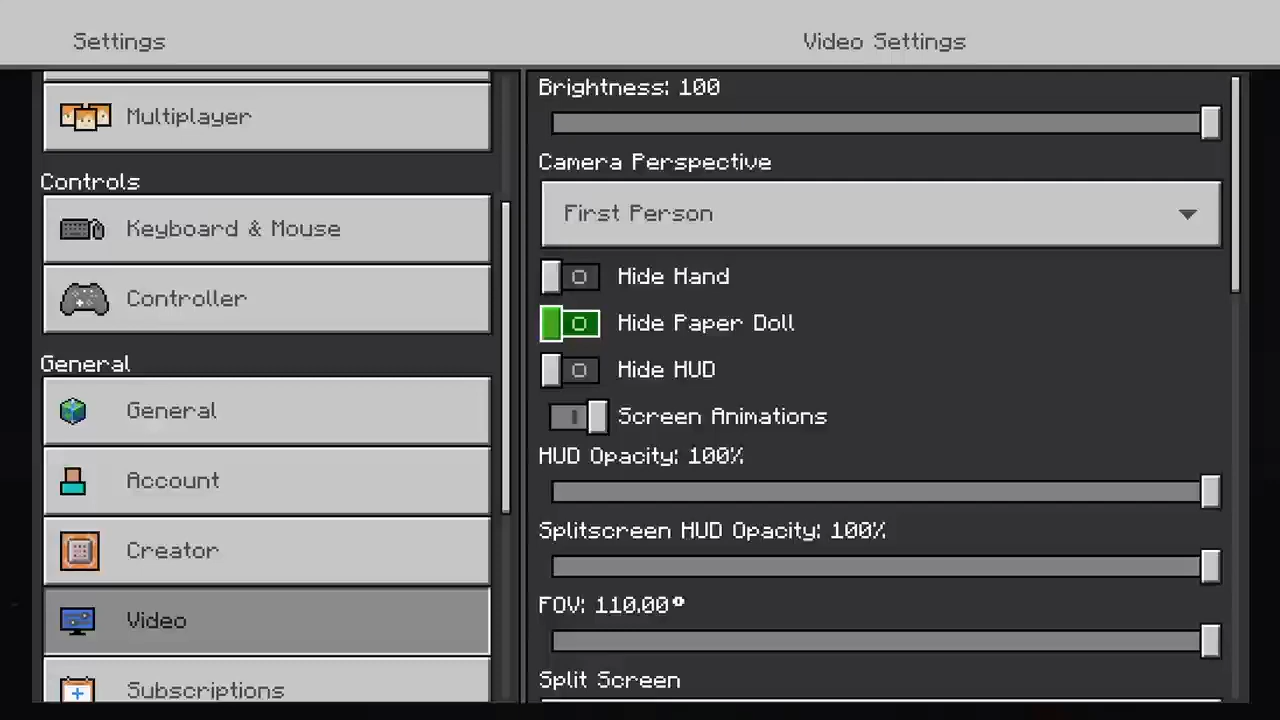 Settings
Video Settings
Multiplayer
Controls
Keyboard & Mouse
Controller
General
General
Account
Creator
Video
Subscriptions
Brightness: 100
Camera Perspective
First Person
Hide Hand
Hide Paper Doll
Hide HUD
Screen Animations
HUD Opacity: 100%
Splitscreen HUD Opacity: 100%
FOV: 110.00°
Split Screen